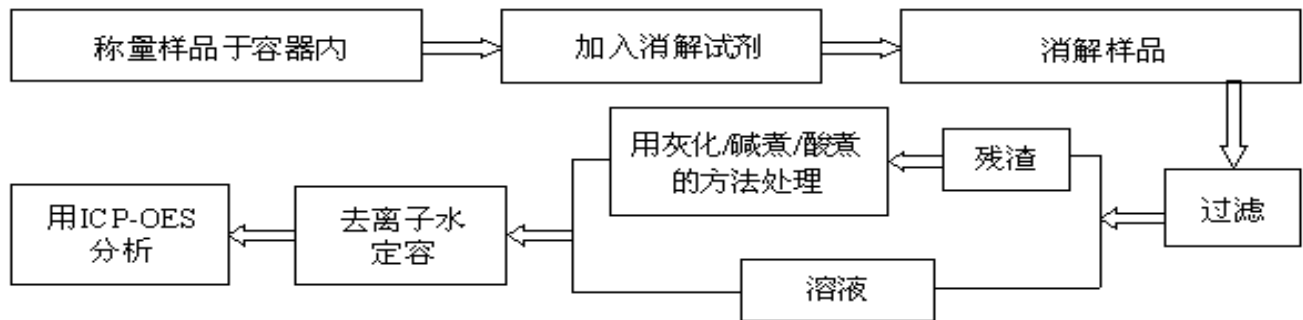 称量样品于容器内
加入消解试剂
消解样品
用灰化/碱煮/酸煮
的方法处理
残渣
过滤
用ICP-OES
分析
去离子水
定容
溶液